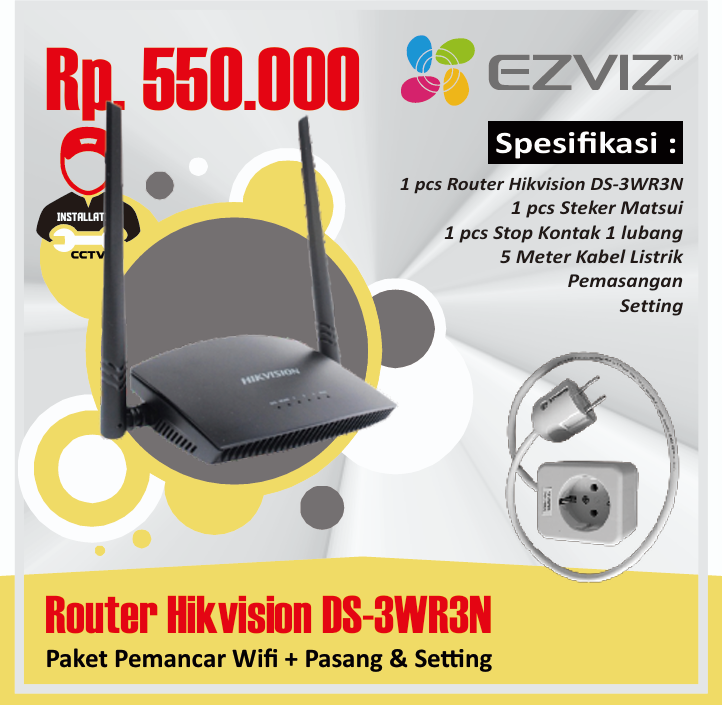 Rp. 550.000
EZVIZ™
INSTALLAT
CCTV
Spesifikasi :
1 pcs Router Hikvision DS-3WR3N
1 pcs Steker Matsui
1 pcs Stop Kontak 1 lubang
5 Meter Kabel Listrik
Pemasangan
Setting
HIKVISION
Router Hikvision DS-3WR3N
Paket Pemancar Wifi + Pasang & Setting